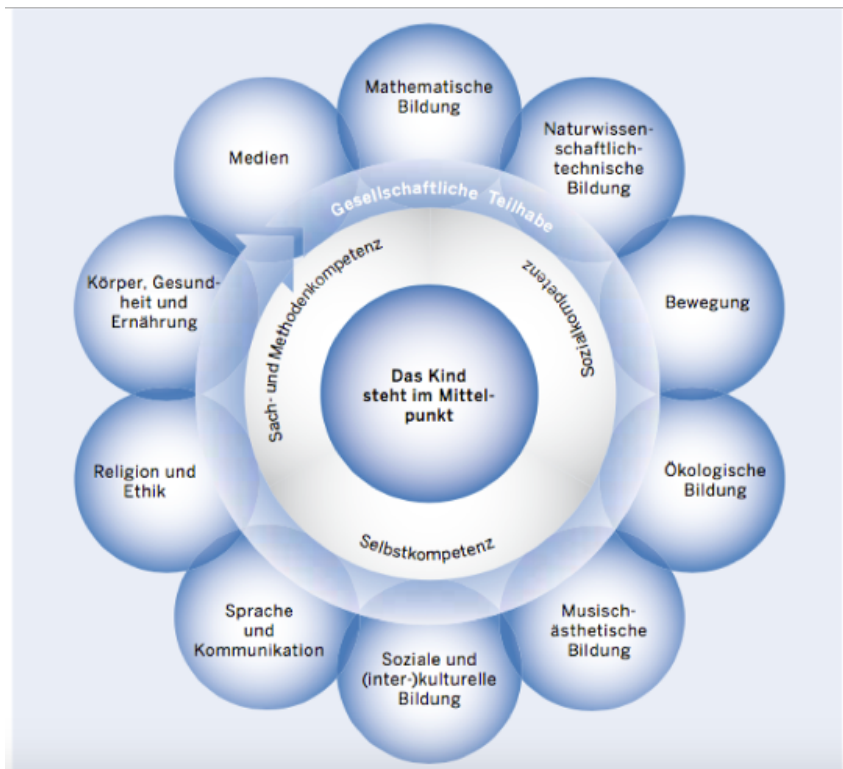 Mathematische
Bildung
Naturwissen-
schaftlich-
technische
Bildung
Bewegung
Ökologische
Bildung
Musisch-
ästhetische
Bildung
Soziale und
(inter-)kulturelle
Bildung
Sprache
und
Kommunikation
Religion und
Ethik
Körper, Gesund-
heit und
Ernährung
Medien
Gesellschaftliche Teilhabe
Sach- und Methodenkompetenz
Sozialkompetenz
Selbstkompetenz
Das Kind
steht im Mittel-
punkt